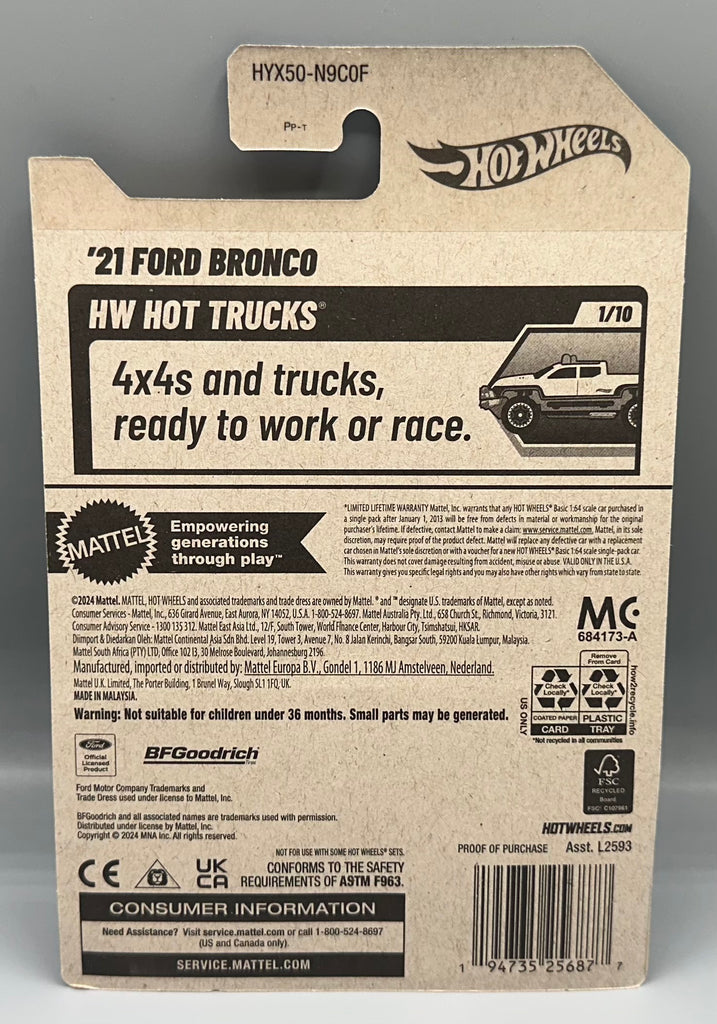 HYX50-N9C0F
PP-T
HOT WHEELS
'21 FORD BRONCO
HW HOT TRUCKS®
1/10
4x4s and trucks,
ready to work or race.
MATTEL
Empowering
generations
through play™
*LIMITED LIFETIME WARRANTY Mattel, Inc. warrants that any HOT WHEELS® Basic 1:64 scale car purchased in
a single pack after January 1, 2013 will be free from defects in material or workmanship for the original
purchaser's lifetime. If defective, contact Mattel to make a claim: www.service.mattel.com. Mattel, in its sole
discretion, may require proof of the product defect. Mattel will replace any defective car with a replacement
car chosen in Mattel's sole discretion or with a voucher for a new HOT WHEELS® Basic 1:64 scale single-pack car.
This warranty does not cover damage resulting from accident, misuse or abuse. VALID ONLY IN THE U.S.A.
This warranty gives you specific legal rights and you may also have other rights which vary from state to state.
©2024 Mattel. MATTEL, HOT WHEELS and associated trademarks and trade dress are owned by Mattel. ® and ™ designate U.S. trademarks of Mattel, except as noted.
Consumer Services - Mattel, Inc., 636 Girard Avenue, East Aurora, NY 14052, U.S.A. 1-800-524-8697. Mattel Australia Pty. Ltd., 658 Church St., Richmond, Victoria, 3121.
Consumer Advisory Service - 1300 135 312. Mattel East Asia Ltd., 12/F, South Tower, World Finance Center, Harbour City, Tsimshatsui, HKSAR.
Diimport & Diedarkan Oleh: Mattel Continental Asia Sdn Bhd. Level 19, Tower 3, Avenue 7, No. 8 Jalan Kerinchi, Bangsar South, 59200 Kuala Lumpur, Malaysia.
Mattel South Africa (PTY) LTD, Office 102 I3, 30 Melrose Boulevard, Johannesburg 2196.
Manufactured, imported or distributed by: Mattel Europa B.V., Gondel 1, 1186 MJ Amstelveen, Nederland.
Mattel U.K. Limited, The Porter Building, 1 Brunel Way, Slough SL1 1FQ, UK.
MADE IN MALAYSIA.
Warning: Not suitable for children under 36 months. Small parts may be generated.
MC
684173-A
US ONLY
Remove
From Card
Check
Locally*
Check
Locally*
COATED PAPER
PLASTIC
CARD
TRAY
*Not recycled in all communities
how2recycle.info
Ford
Official
Licensed
Product
BFGoodrich
Tires
Ford Motor Company Trademarks and
Trade Dress used under license to Mattel, Inc.
BFGoodrich and all associated names are trademarks used with permission.
Distributed under license by Mattel, Inc.
Copyright © 2024 MNA Inc. All rights reserved.
FSC
RECYCLED
Board
FSC® C107961
HOTWHEELS.COM
PROOF OF PURCHASE Asst. L2593
NOT FOR USE WITH SOME HOT WHEELS® SETS.
CE
UK
CA
CONFORMS TO THE SAFETY
REQUIREMENTS OF ASTM F963.
CONSUMER INFORMATION
Need Assistance? Visit service.mattel.com or call 1-800-524-8697
(US and Canada only).
SERVICE.MATTEL.COM
1 94735 25687 7